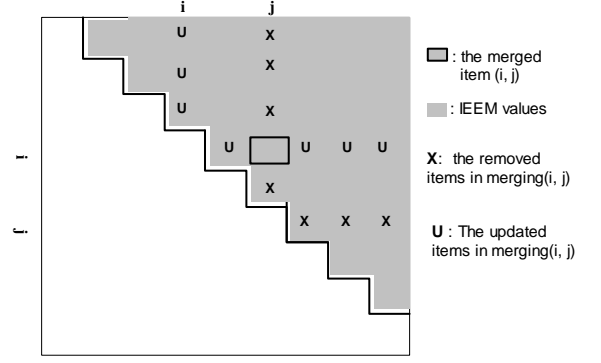 i j
U X
: the merged
item (i, j)
U X
: IEEM values
U X
i U U U U
X: the removed
items in merging(i, j)
X
j X X X
U : The updated
items in merging(i, j)